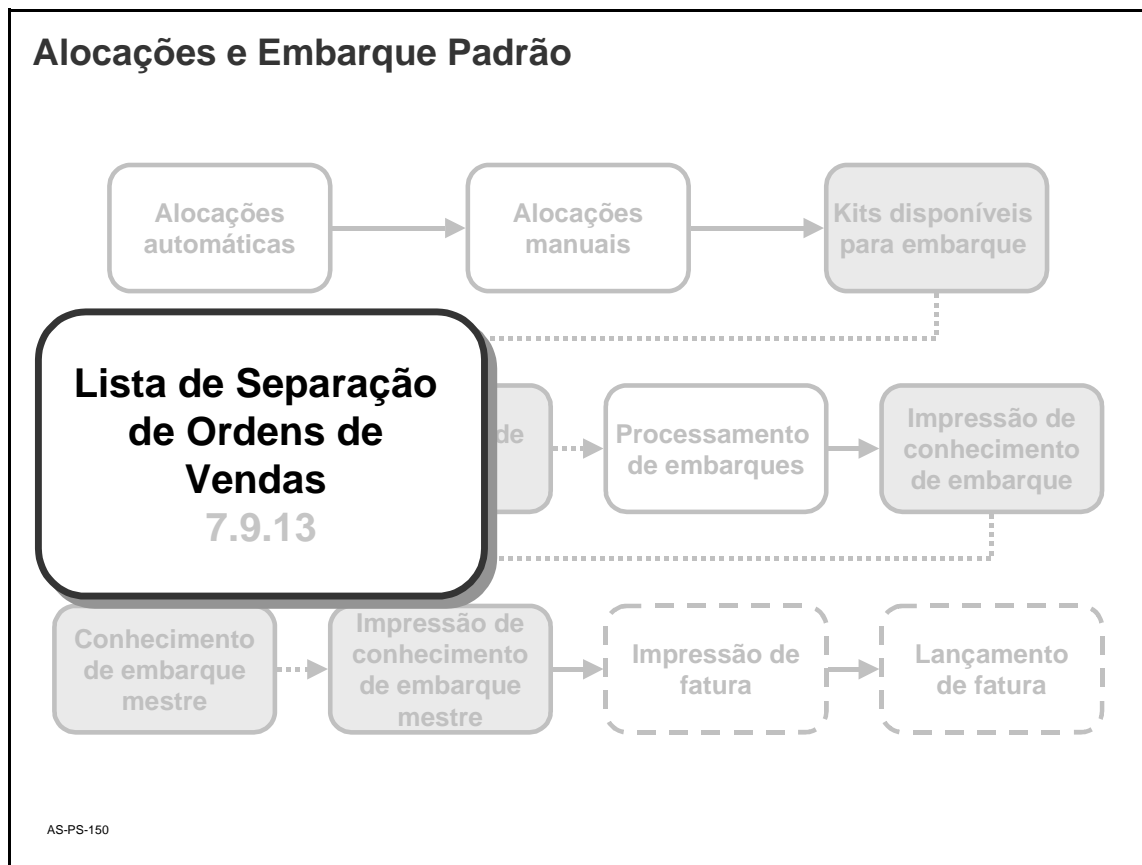 Alocações e Embarque Padrão
Alocações
automáticas
Alocações
manuais
Kits disponíveis
para embarque
Lista de Separação
de Ordens de
Vendas
7.9.13
de
Processamento
de embarques
Impressão de
conhecimento
de embarque
Conhecimento
de embarque
mestre
Impressão de
conhecimento
de embarque
mestre
Impressão de
fatura
Lançamento
de fatura
AS-PS-150